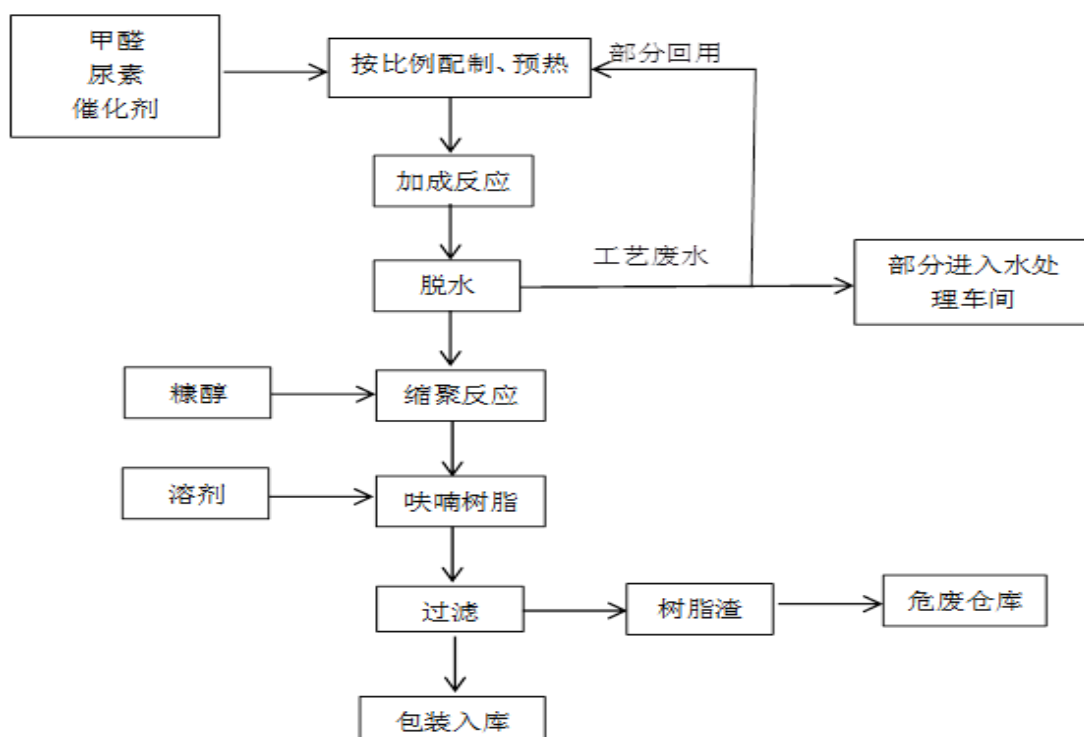 甲醛
尿素
催化剂
按比例配制、预热
部分回用
加成反应
脱水
工艺废水
部分进入水处
理车间
糠醇
缩聚反应
溶剂
呋喃树脂
过滤
树脂渣
危废仓库
包装入库